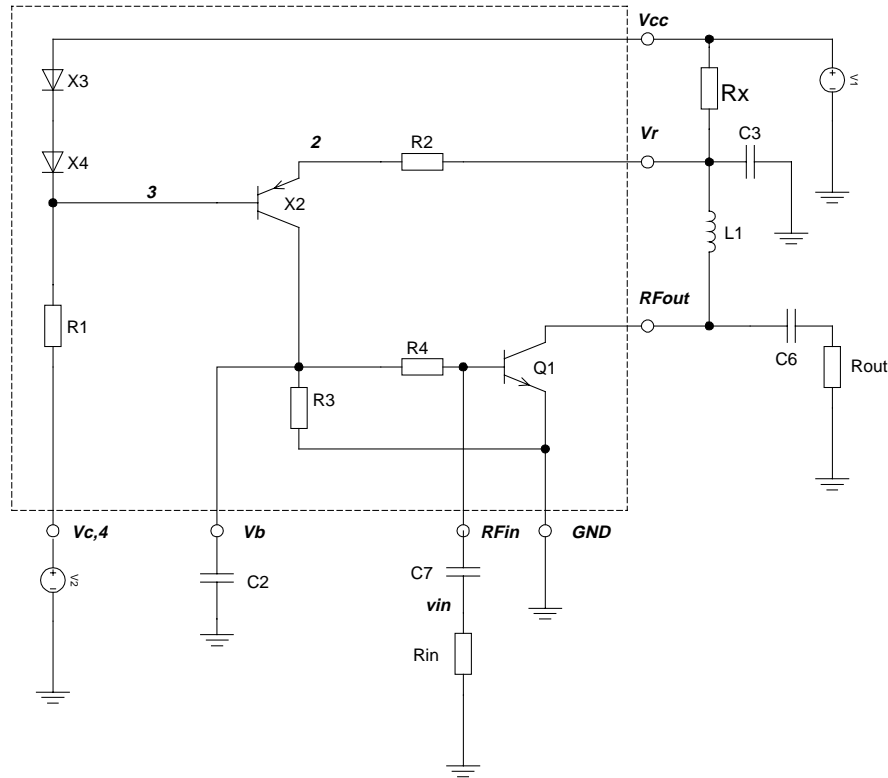 Vcc
X3
Rx
V1
2
R2
Vr
C3
X4
3
X2
L1
RFout
R1
R4
Q1
C6
Rout
R3
Vc,4
Vb
RFin
GND
V2
C2
C7
vin
Rin